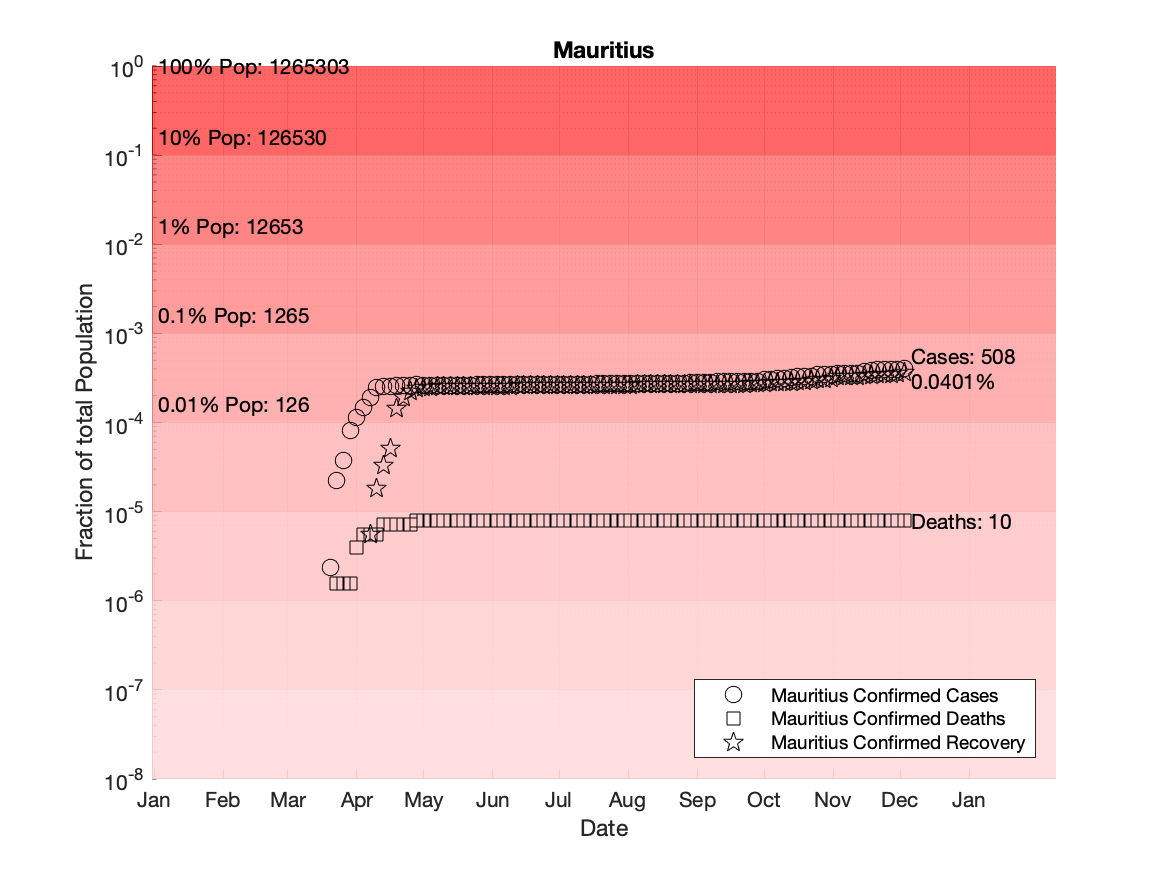 Mauritius
10^0
100% Pop: 1265303
10% Pop: 126530
10^-1
1% Pop: 12653
10^-2
0.1% Pop: 1265
10^-3
Cases: 508
0.0401%
0.01% Pop: 126
10^-4
10^-5
Deaths: 10
10^-6
10^-7
10^-8
Fraction of total Population
Mauritius Confirmed Cases
Mauritius Confirmed Deaths
Mauritius Confirmed Recovery
Jan Feb Mar Apr May Jun Jul Aug Sep Oct Nov Dec Jan
Date